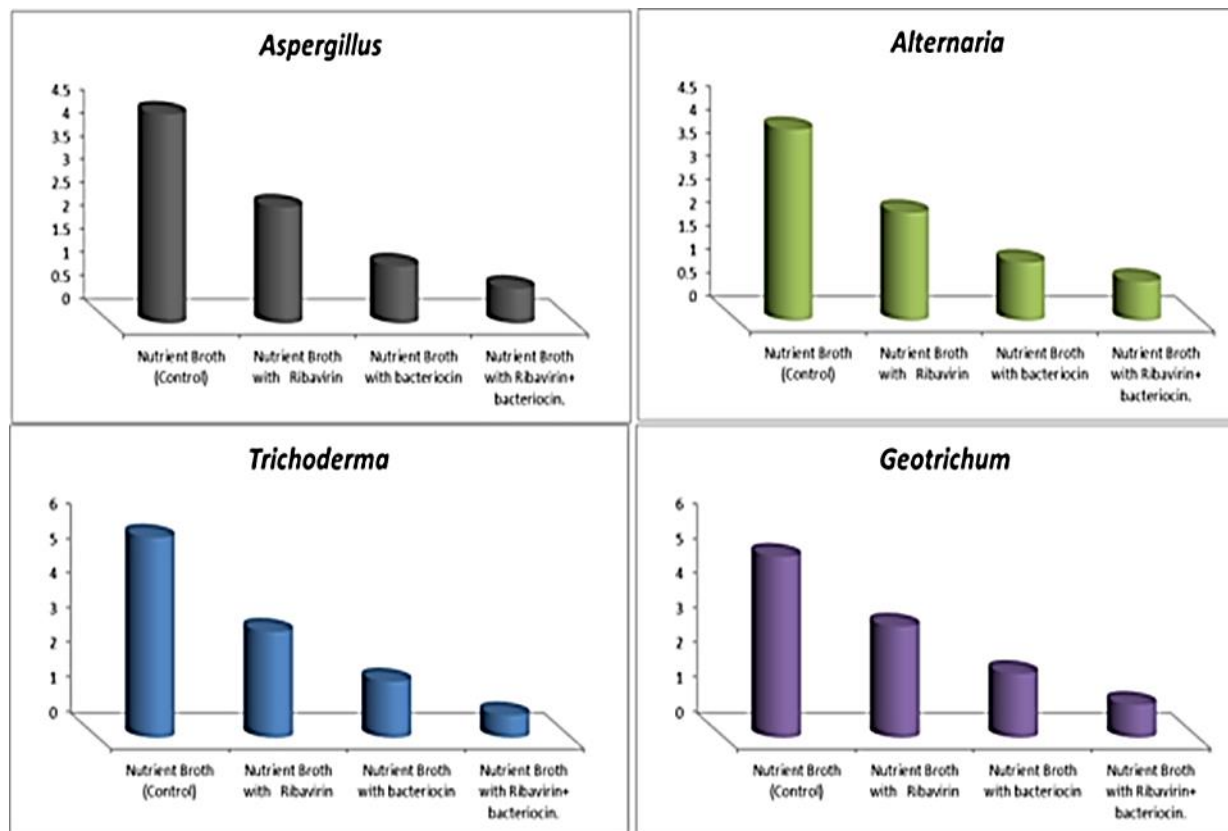 Aspergillus
4.5
4
3.5
3
2.5
2
1.5
1
0.5
0
Nutrient Broth
(Control)
Nutrient Broth
with Ribavirin
Nutrient Broth
with bacteriocin
Nutrient Broth
with Ribavirin+
bacteriocin.
Alternaria
4.5
4
3.5
3
2.5
2
1.5
1
0.5
0
Nutrient Broth
(Control)
Nutrient Broth
with Ribavirin
Nutrient Broth
with bacteriocin
Nutrient Broth
with Ribavirin+
bacteriocin.
Trichoderma
6
5
4
3
2
1
0
Nutrient Broth
(Control)
Nutrient Broth
with Ribavirin
Nutrient Broth
with bacteriocin
Nutrient Broth
with Ribavirin+
bacteriocin.
Geotrichum
6
5
4
3
2
1
0
Nutrient Broth
(Control)
Nutrient Broth
with Ribavirin
Nutrient Broth
with bacteriocin
Nutrient Broth
with Ribavirin+
bacteriocin.